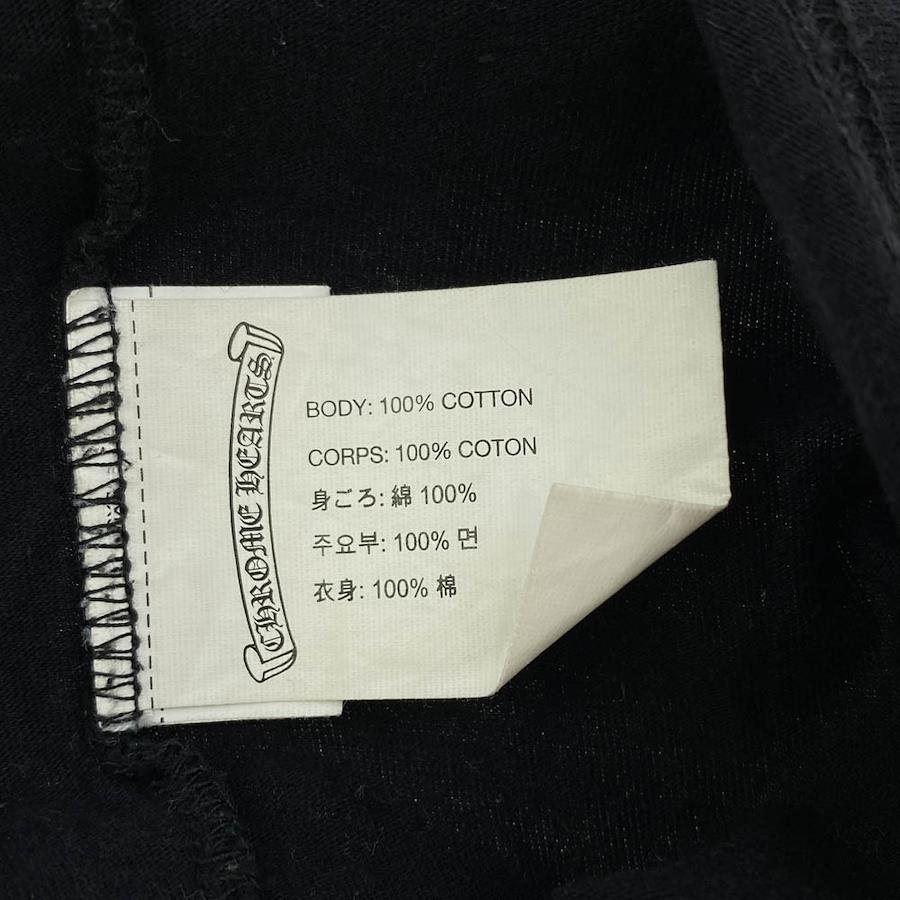 CHROME HEARTS
BODY: 100% COTTON
CORPS: 100% COTON
身ごろ: 綿 100%
주요부: 100% 면
衣身: 100% 棉